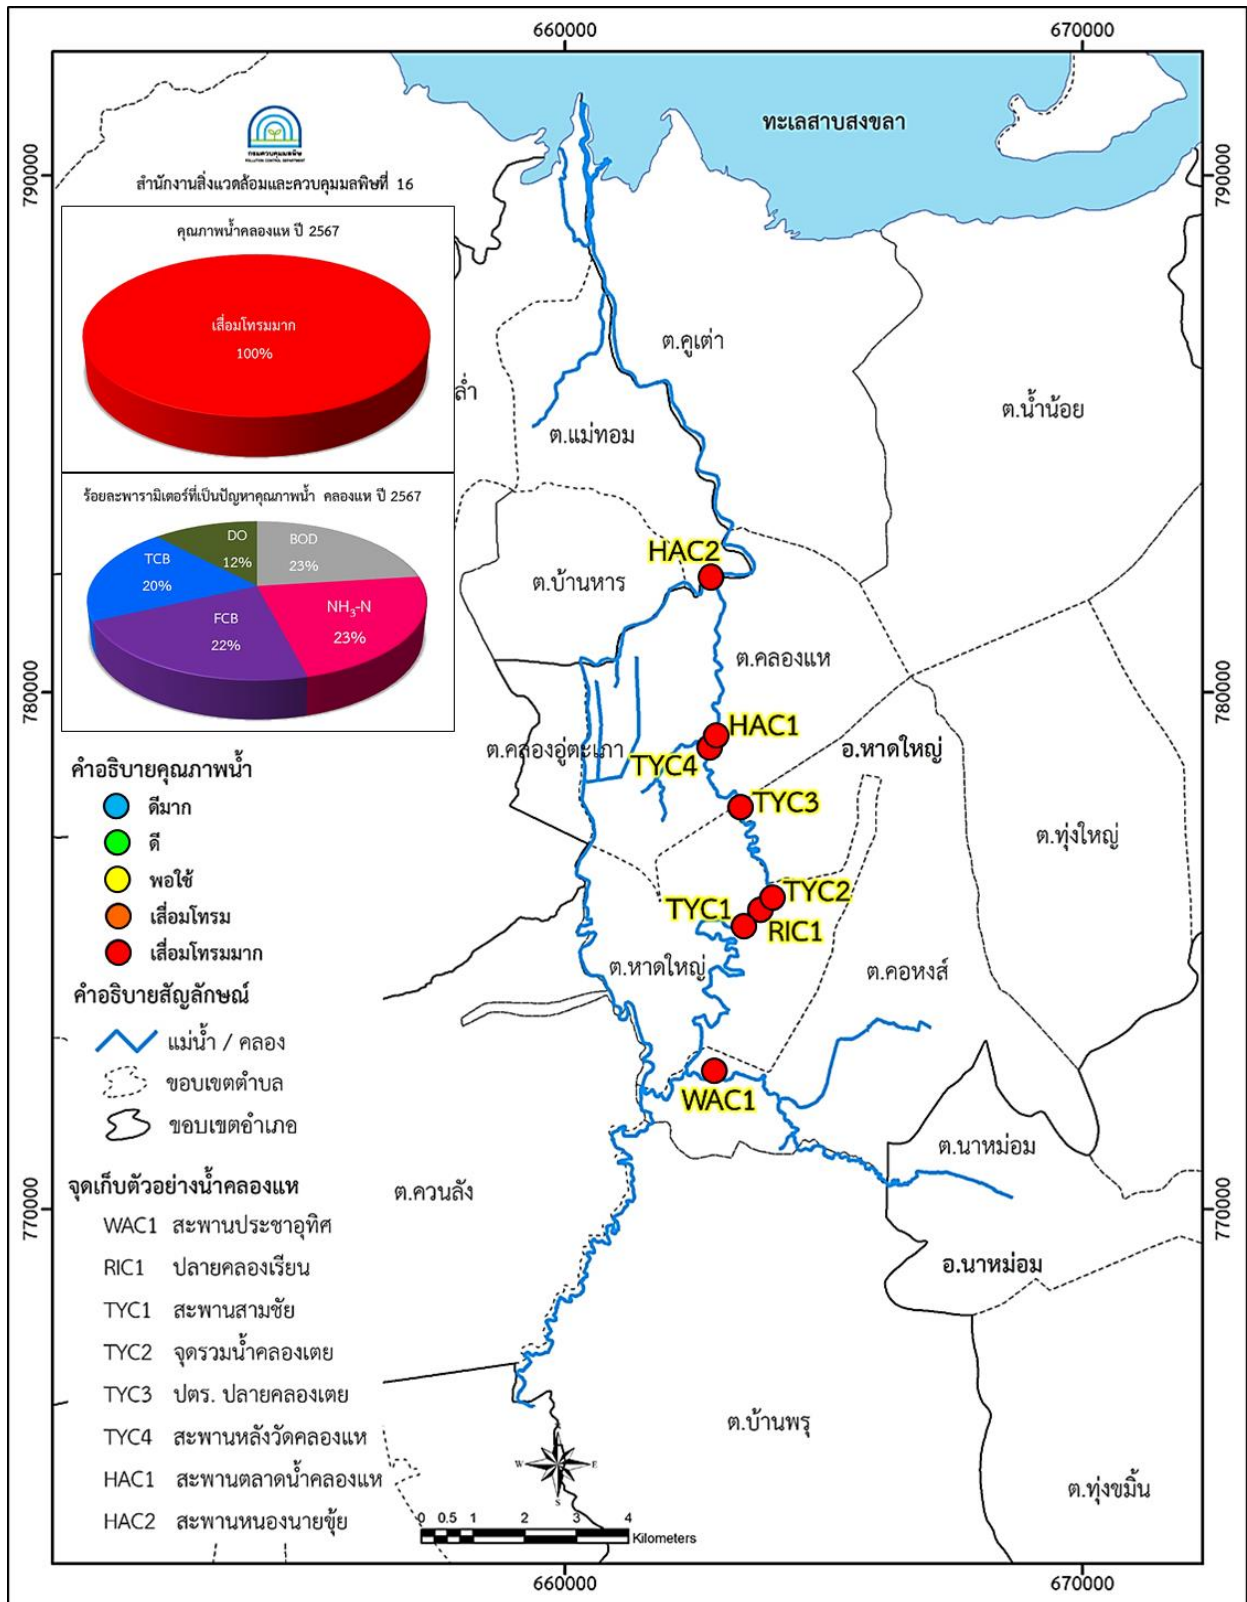 660000
670000
790000
790000
780000
780000
770000
770000
ทะเลสาบสงขลา
กรมควบคุมมลพิษ
POLLUTION CONTROL DEPARTMENT
สำนักงานสิ่งแวดล้อมและควบคุมมลพิษที่ 16
คุณภาพน้ำคลองแห ปี 2567
เสื่อมโทรมมาก
100%
ร้อยละพารามิเตอร์ที่เป็นปัญหาคุณภาพน้ำ คลองแห ปี 2567
DO
12%
BOD
23%
TCB
20%
NH3-N
23%
FCB
22%
ต.คูเต่า
ล่ำ
ต.แม่ทอม
ต.น้ำน้อย
HAC2
ต.บ้านหาร
ต.คลองแห
HAC1
ต.คลองอู่ตะเภา
TYC4
อ.หาดใหญ่
TYC3
ต.ทุ่งใหญ่
TYC2
TYC1
RIC1
ต.หาดใหญ่
ต.คอหงส์
WAC1
ต.นาหม่อม
ต.ควนลัง
อ.นาหม่อม
ต.บ้านพรุ
ต.ทุ่งขมิ้น
คำอธิบายคุณภาพน้ำ
ดีมาก
ดี
พอใช้
เสื่อมโทรม
เสื่อมโทรมมาก
คำอธิบายสัญลักษณ์
แม่น้ำ / คลอง
ขอบเขตตำบล
ขอบเขตอำเภอ
จุดเก็บตัวอย่างน้ำคลองแห
WAC1 สะพานประชาอุทิศ
RIC1 ปลายคลองเรียน
TYC1 สะพานสามชัย
TYC2 จุดรวมน้ำคลองเตย
TYC3 ปตร. ปลายคลองเตย
TYC4 สะพานหลังวัดคลองแห
HAC1 สะพานตลาดน้ำคลองแห
HAC2 สะพานหนองนายขุ้ย
W E
S
0 0.5 1 2 3 4
Kilometers
660000
670000